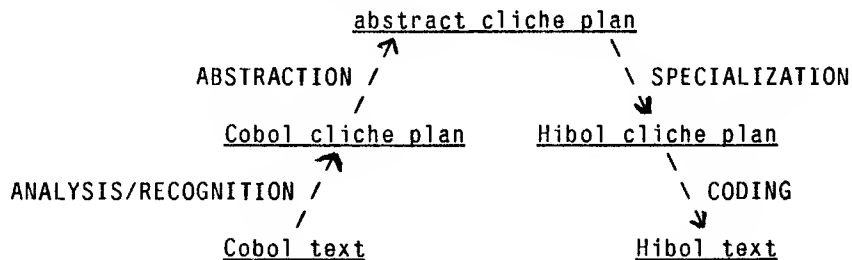 abstract cliche plan
ABSTRACTION SPECIALIZATION
Cobol cliche plan Hibol cliche plan
ANALYSIS/RECOGNITION CODING
Cobol text Hibol text